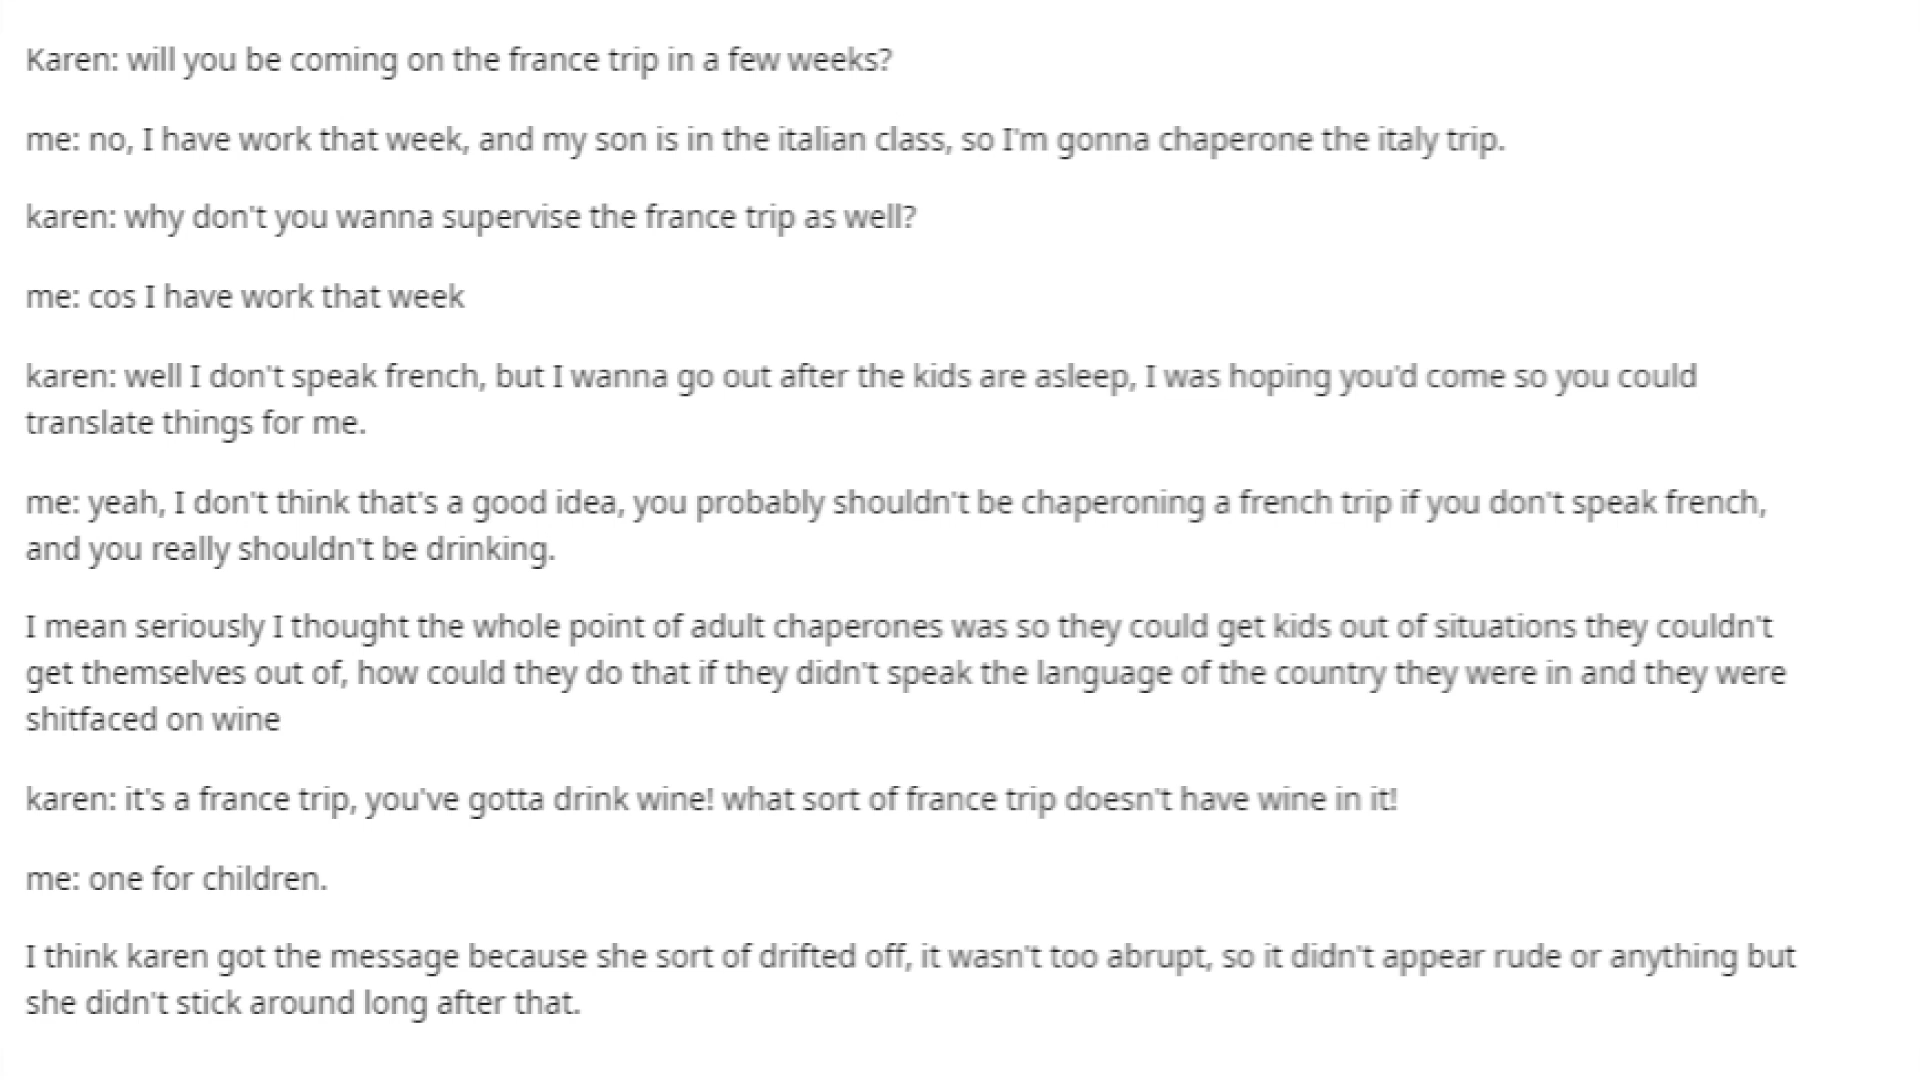 Karen: will you be coming on the france trip in a few weeks?
me: no, I have work that week, and my son is in the italian class, so I'm gonna chaperone the italy trip.
karen: why don't you wanna supervise the france trip as well?
me: cos I have work that week
karen: well I don't speak french, but I wanna go out after the kids are asleep, I was hoping you'd come so you could
translate things for me.
me: yeah, I don't think that's a good idea, you probably shouldn't be chaperoning a french trip if you don't speak french,
and you really shouldn't be drinking.
I mean seriously I thought the whole point of adult chaperones was so they could get kids out of situations they couldn't
get themselves out of, how could they do that if they didn't speak the language of the country they were in and they were
shitfaced on wine
karen: it's a france trip, you've gotta drink wine! what sort of france trip doesn't have wine in it!
me: one for children.
I think karen got the message because she sort of drifted off, it wasn't too abrupt, so it didn't appear rude or anything but
she didn't stick around long after that.